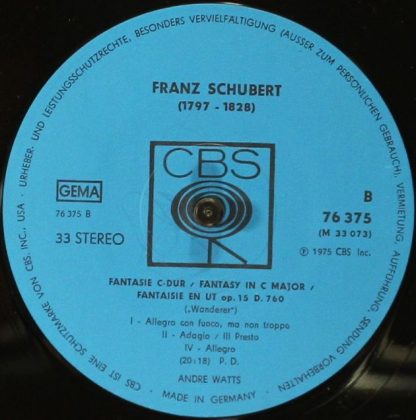 · URHEBER- UND LEISTUNGSSCHUTZRECHTE, BESONDERS VERVIELFÄLTIGUNG (AUSSER ZUM PERSÖNLICHEN GEBRAUCH), VERMIETUNG, AUFFÜHRUNG, SENDUNG VORBEHALTEN · MADE IN GERMANY · CBS IST EINE SCHUTZMARKE VON CBS, INC., USA
FRANZ SCHUBERT
(1797 - 1828)
CBS
GEMA
76 375 B
33 STEREO
B
76 375
(M 33 073)
Ⓟ 1975 CBS Inc.
FANTASIE C-DUR / FANTASY IN C MAJOR /
FANTAISIE EN UT op. 15 D. 760
(„Wanderer")
I - Allegro con fuoco, ma non troppo
II - Adagio / III Presto
IV - Allegro
(20:18) P. D.
ANDRE WATTS